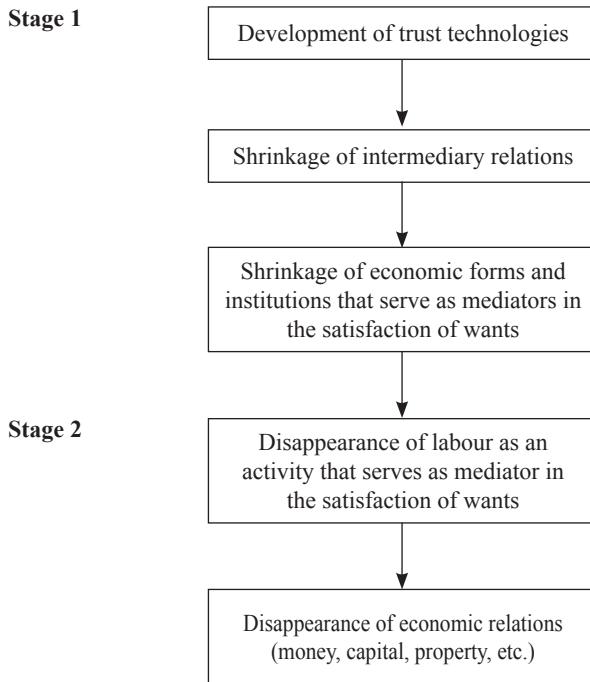 Stage 1
Development of trust technologies
Shrinkage of intermediary relations
Shrinkage of economic forms and
institutions that serve as mediators in
the satisfaction of wants
Stage 2
Disappearance of labour as an
activity that serves as mediator in
the satisfaction of wants
Disappearance of economic relations
(money, capital, property, etc.)